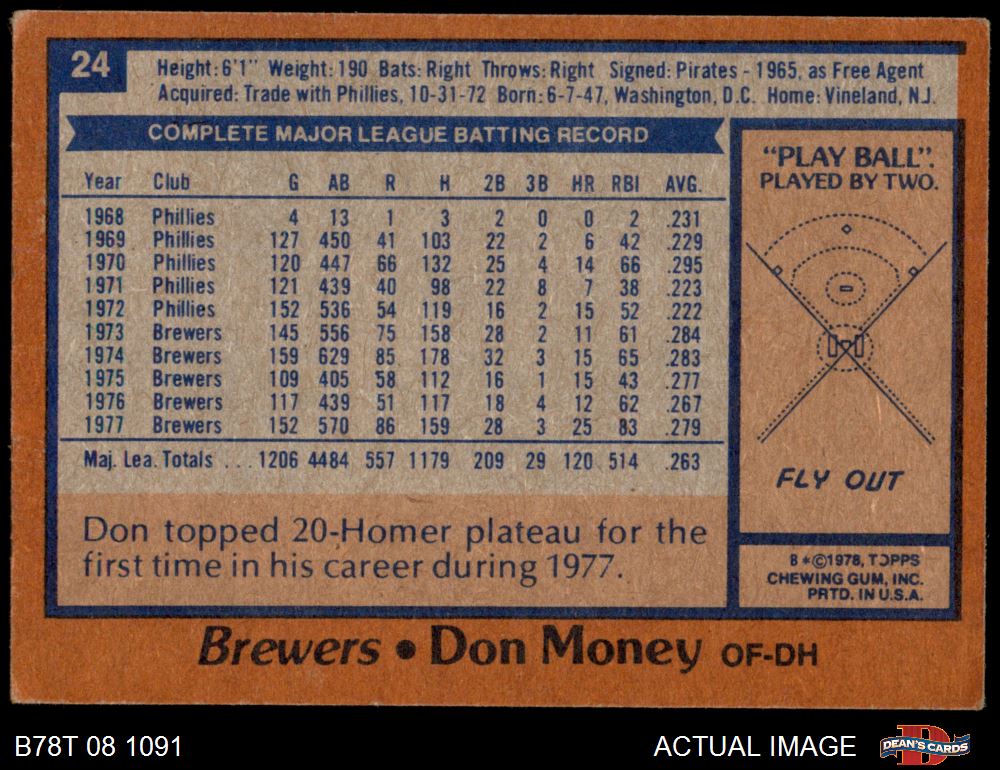 24
Height: 6'1" Weight: 190 Bats: Right Throws: Right Signed: Pirates - 1965, as Free Agent
Acquired: Trade with Phillies, 10-31-72 Born: 6-7-47, Washington, D.C. Home: Vineland, N.J.
COMPLETE MAJOR LEAGUE BATTING RECORD
Year Club G AB R H 2B 3B HR RBI AVG.
1968 Phillies 4 13 1 3 2 0 0 2 .231
1969 Phillies 127 450 41 103 22 2 6 42 .229
1970 Phillies 120 447 66 132 25 4 14 66 .295
1971 Phillies 121 439 40 98 22 8 7 38 .223
1972 Phillies 152 536 54 119 16 2 15 52 .222
1973 Brewers 145 556 75 158 28 2 11 61 .284
1974 Brewers 159 629 85 178 32 3 15 65 .283
1975 Brewers 109 405 58 112 16 1 15 43 .277
1976 Brewers 117 439 51 117 18 4 12 62 .267
1977 Brewers 152 570 86 159 28 3 25 83 .279
Maj. Lea. Totals ... 1206 4484 557 1179 209 29 120 514 .263
Don topped 20-Homer plateau for the
first time in his career during 1977.
"PLAY BALL".
PLAYED BY TWO.
FLY OUT
B*©1978, TOPPS
CHEWING GUM, INC.
PRTD. IN U.S.A.
Brewers • Don Money OF-DH
B78T 08 1091
ACTUAL IMAGE
D
DEAN'S CARDS